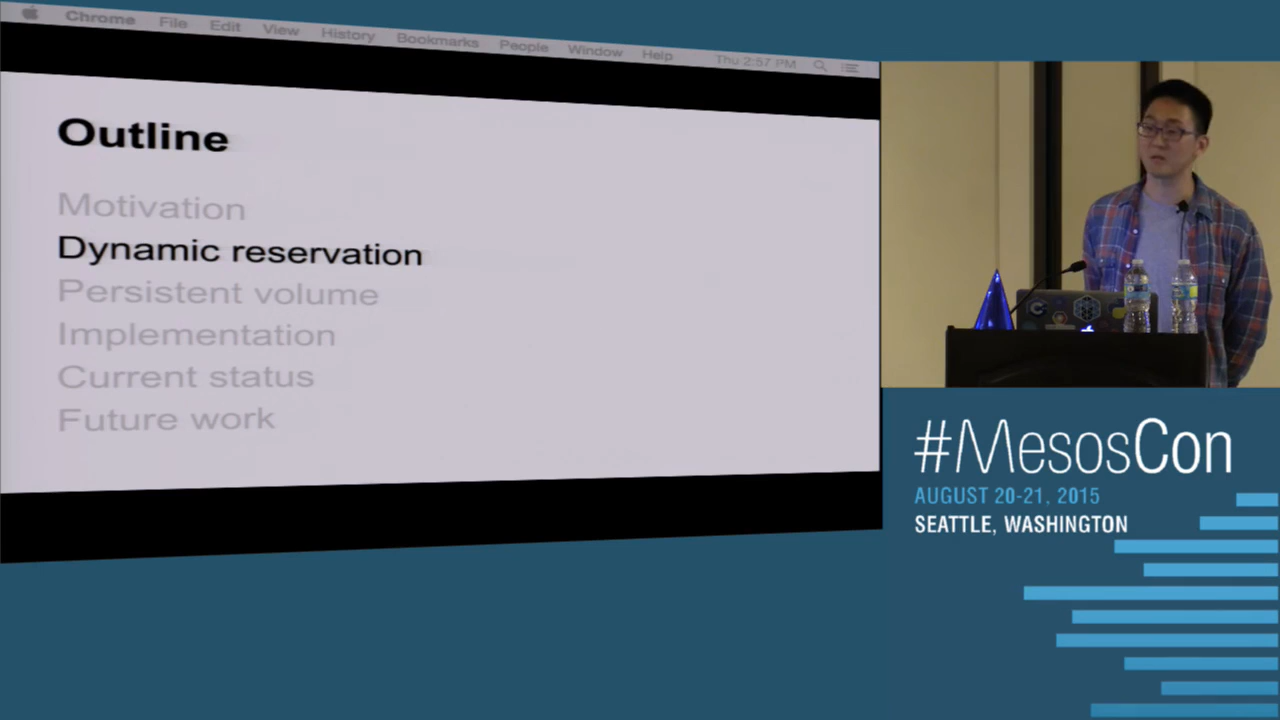 Chrome File Edit View History Bookmarks People Window Help Thu 2:57 PM
Outline
Motivation
Dynamic reservation
Persistent volume
Implementation
Current status
Future work
#MesosCon
AUGUST 20-21, 2015
SEATTLE, WASHINGTON